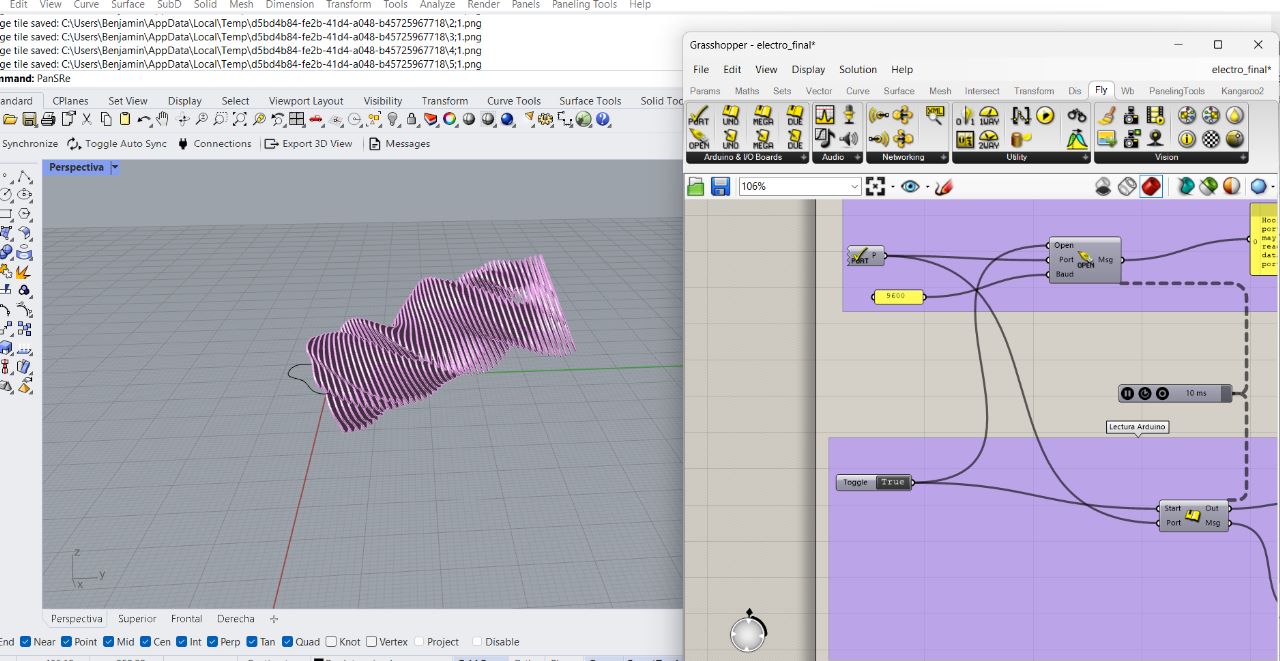 Edit View Curve Surface SubD Solid Mesh Dimension Transform Tools Analyze Render Panels Paneling Tools Help
ge tile saved: C:\Users\Benjamin\AppData\Local\Temp\d5bd4b84-fe2b-41d4-a048-b45725967718\2;1.png
ge tile saved: C:\Users\Benjamin\AppData\Local\Temp\d5bd4b84-fe2b-41d4-a048-b45725967718\3;1.png
ge tile saved: C:\Users\Benjamin\AppData\Local\Temp\d5bd4b84-fe2b-41d4-a048-b45725967718\4;1.png
ge tile saved: C:\Users\Benjamin\AppData\Local\Temp\d5bd4b84-fe2b-41d4-a048-b45725967718\5;1.png
mmand: PanSRe
andard CPlanes Set View Display Select Viewport Layout Visibility Transform Curve Tools Surface Tools Solid Toc
Synchronize Toggle Auto Sync Connections Export 3D View Messages
Perspectiva
z
y
x
Perspectiva Superior Frontal Derecha
End Near Point Mid Cen Int Perp Tan Quad Knot Vertex Project Disable
Grasshopper - electro_final*
File Edit View Display Solution Help electro_final*
Params Maths Sets Vector Curve Surface Mesh Intersect Transform Dis Fly Wb PanelingTools Kangaroo2
PORT UNO MEGA DUE XML 1WAY
OPEN UNO MEGA DUE 2WAY
Arduino & I/O Boards Audio Networking Utility Vision
106%
PORT P
Open
Port Msg
Baud
OPEN
9600
0
Hoo
por
may
rea
dat
por
10 ms
Lectura Arduino
Toggle True
Start Out
Port Msg